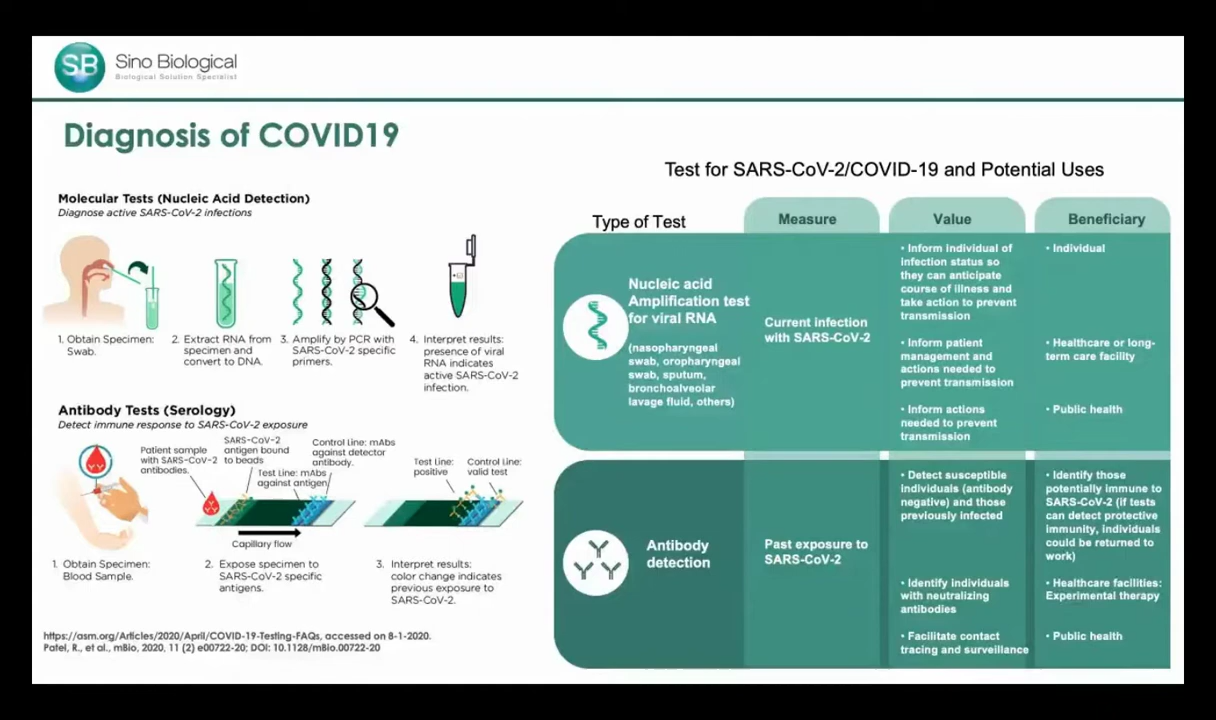 SB
Sino Biological
Biological Solution Specialist
Diagnosis of COVID19
Molecular Tests (Nucleic Acid Detection)
Diagnose active SARS-CoV-2 infections
1. Obtain Specimen:
Swab.
2. Extract RNA from
specimen and
convert to DNA.
3. Amplify by PCR with
SARS-CoV-2 specific
primers.
4. Interpret results:
presence of viral
RNA indicates
active SARS-CoV-2
infection.
Antibody Tests (Serology)
Detect immune response to SARS-CoV-2 exposure
Patient sample
with SARS-CoV-2
antibodies.
SARS-CoV-2
antigen bound
to beads
Test Line: mAbs
against antigen
Control Line: mAbs
against detector
antibody.
Test Line:
positive
Control Line:
valid test
Capillary flow
1. Obtain Specimen:
Blood Sample.
2. Expose specimen to
SARS-CoV-2 specific
antigens.
3. Interpret results:
color change indicates
previous exposure to
SARS-CoV-2.
https://asm.org/Articles/2020/April/COVID-19-Testing-FAQs, accessed on 8-1-2020.
Patel, R., et al., mBio, 2020, 11 (2) e00722-20; DOI: 10.1128/mBio.00722-20
Test for SARS-CoV-2/COVID-19 and Potential Uses
Type of Test
Measure
Value
Beneficiary
Nucleic acid
Amplification test
for viral RNA
(nasopharyngeal
swab, oropharyngeal
swab, sputum,
bronchoalveolar
lavage fluid, others)
Current infection
with SARS-CoV-2
• Inform individual of
infection status so
they can anticipate
course of illness and
take action to prevent
transmission
• Individual
• Inform patient
management and
actions needed to
prevent transmission
• Healthcare or long-
term care facility
• Inform actions
needed to prevent
transmission
• Public health
Antibody
detection
Past exposure to
SARS-CoV-2
• Detect susceptible
individuals (antibody
negative) and those
previously infected
• Identify those
potentially immune to
SARS-CoV-2 (if tests
can detect protective
immunity, individuals
could be returned to
work)
• Identify individuals
with neutralizing
antibodies
• Healthcare facilities:
Experimental therapy
• Facilitate contact
tracing and surveillance
• Public health